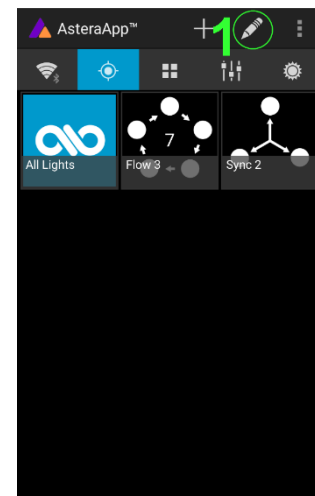 AsteraApp™
1
7
All Lights
Flow 3
Sync 2